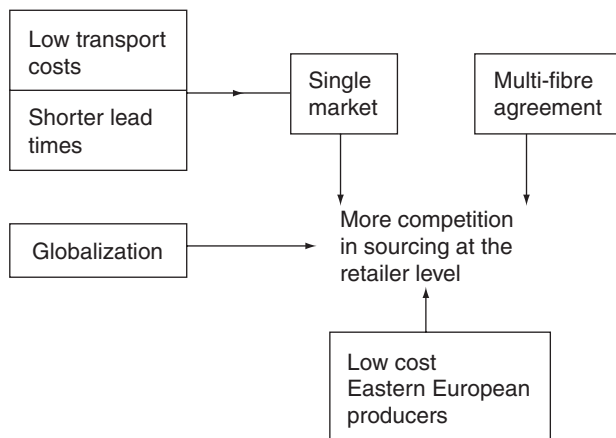 Low transport
costs
Shorter lead
times
Single
market
Multi-fibre
agreement
Globalization
More competition
in sourcing at the
retailer level
Low cost
Eastern European
producers